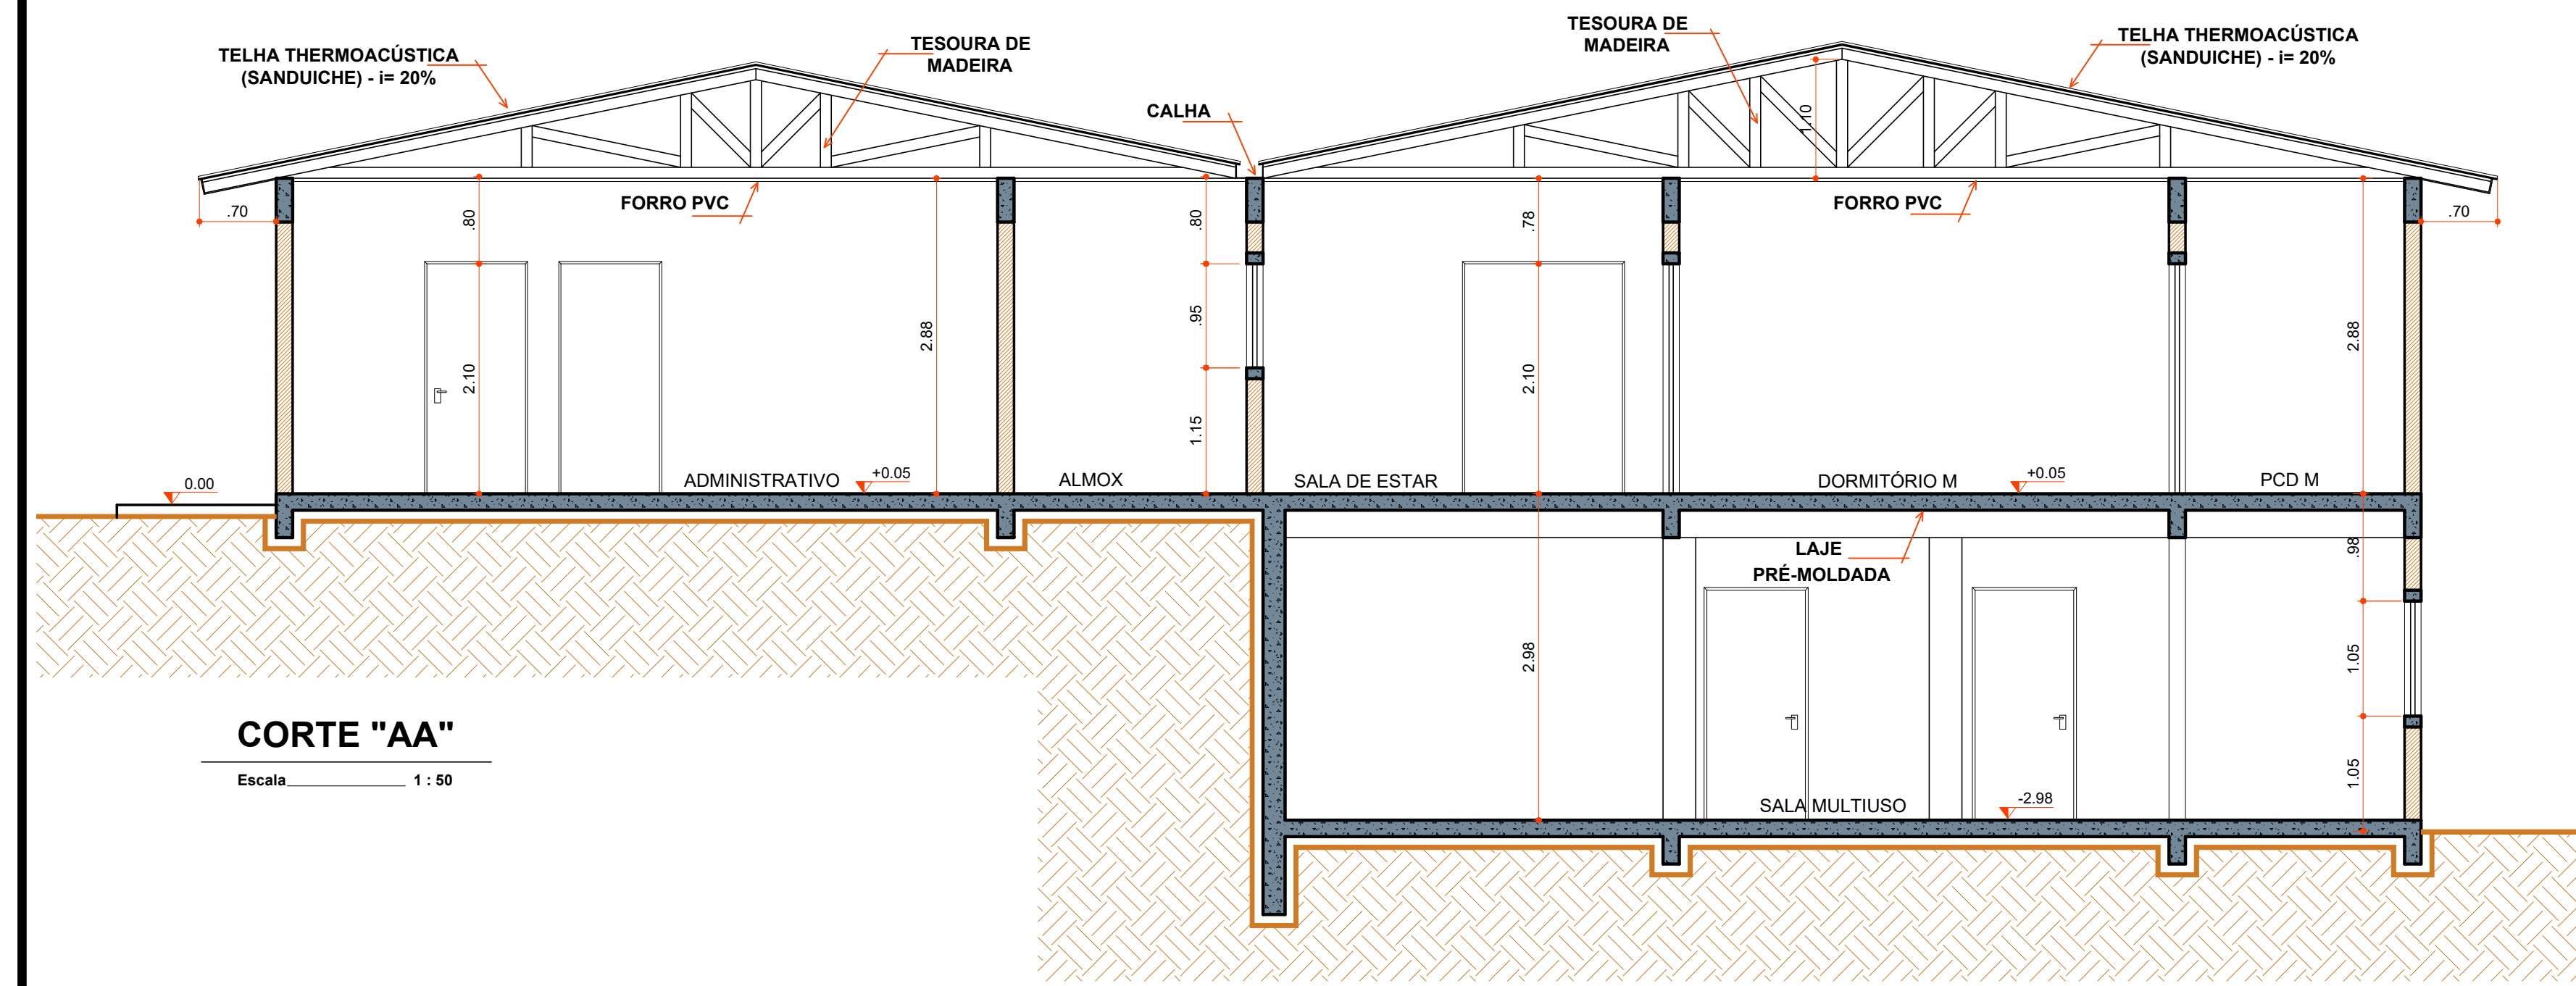 TELHA THERMOACÚSTICA
(SANDUICHE) - i= 20%
TESOURA DE
MADEIRA
CALHA
TESOURA DE
MADEIRA
TELHA THERMOACÚSTICA
(SANDUICHE) - i= 20%
1.10
.70
.80
FORRO PVC
.80
.78
FORRO PVC
.70
2.10
2.88
.95
1.15
2.10
2.88
0.00
ADMINISTRATIVO
+0.05
ALMOX
SALA DE ESTAR
DORMITÓRIO M
+0.05
PCD M
LAJE
PRÉ-MOLDADA
.98
2.98
1.05
1.05
SALA MULTIUSO
-2.98
CORTE "AA"
Escala 1 : 50